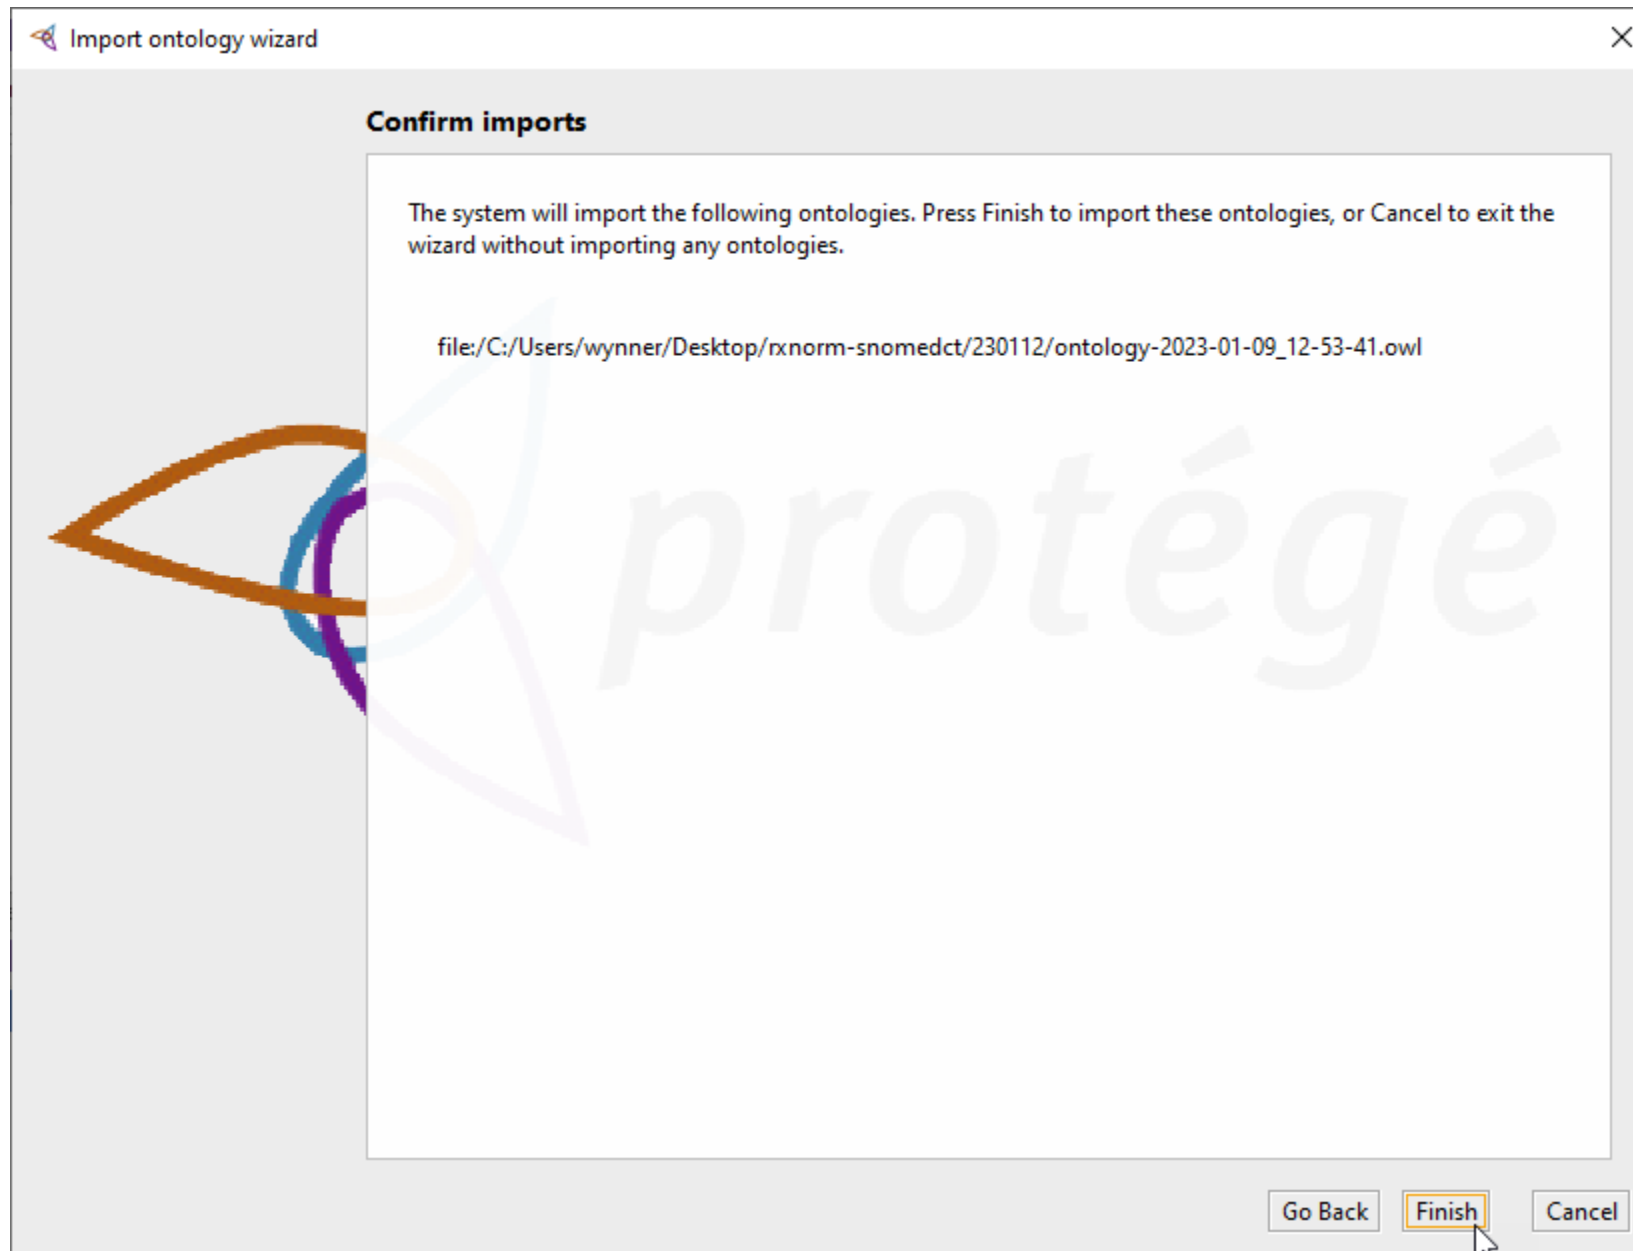 Import ontology wizard
Confirm imports
The system will import the following ontologies. Press Finish to import these ontologies, or Cancel to exit the
wizard without importing any ontologies.
file:/C:/Users/wynner/Desktop/rxnorm-snomedct/230112/ontology-2023-01-09_12-53-41.owl
protégé
Go Back
Finish
Cancel